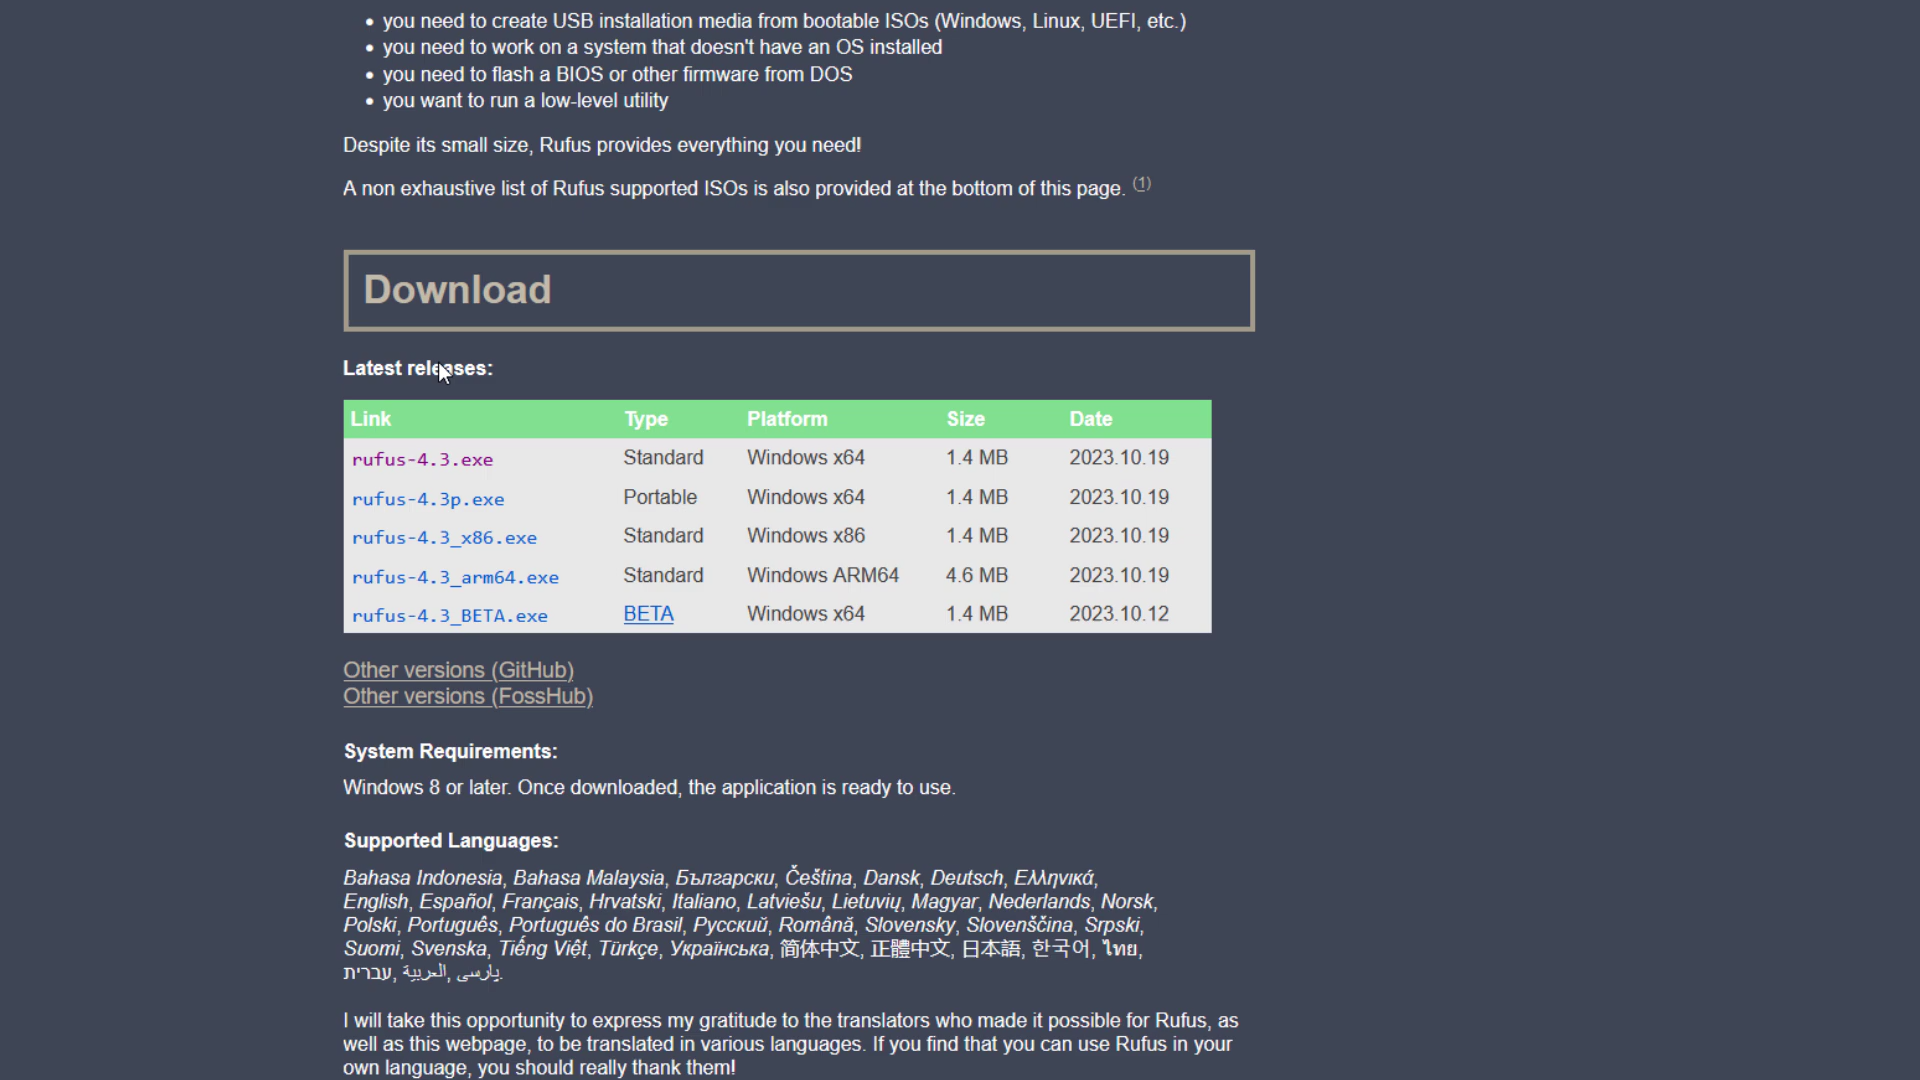 • you need to create USB installation media from bootable ISOs (Windows, Linux, UEFI, etc.)
• you need to work on a system that doesn't have an OS installed
• you need to flash a BIOS or other firmware from DOS
• you want to run a low-level utility
Despite its small size, Rufus provides everything you need!
A non exhaustive list of Rufus supported ISOs is also provided at the bottom of this page. (1)
Download
Latest releases:
Link Type Platform Size Date
rufus-4.3.exe Standard Windows x64 1.4 MB 2023.10.19
rufus-4.3p.exe Portable Windows x64 1.4 MB 2023.10.19
rufus-4.3_x86.exe Standard Windows x86 1.4 MB 2023.10.19
rufus-4.3_arm64.exe Standard Windows ARM64 4.6 MB 2023.10.19
rufus-4.3_BETA.exe BETA Windows x64 1.4 MB 2023.10.12
Other versions (GitHub)
Other versions (FossHub)
System Requirements:
Windows 8 or later. Once downloaded, the application is ready to use.
Supported Languages:
Bahasa Indonesia, Bahasa Malaysia, Български, Čeština, Dansk, Deutsch, Ελληνικά,
English, Español, Français, Hrvatski, Italiano, Latviešu, Lietuvių, Magyar, Nederlands, Norsk,
Polski, Português, Português do Brasil, Русский, Română, Slovensky, Slovenščina, Srpski,
Suomi, Svenska, Tiếng Việt, Türkçe, Українська, 简体中文, 正體中文, 日本語, 한국어, ไทย,
עברית, العربية, پارسی.
I will take this opportunity to express my gratitude to the translators who made it possible for Rufus, as
well as this webpage, to be translated in various languages. If you find that you can use Rufus in your
own language, you should really thank them!